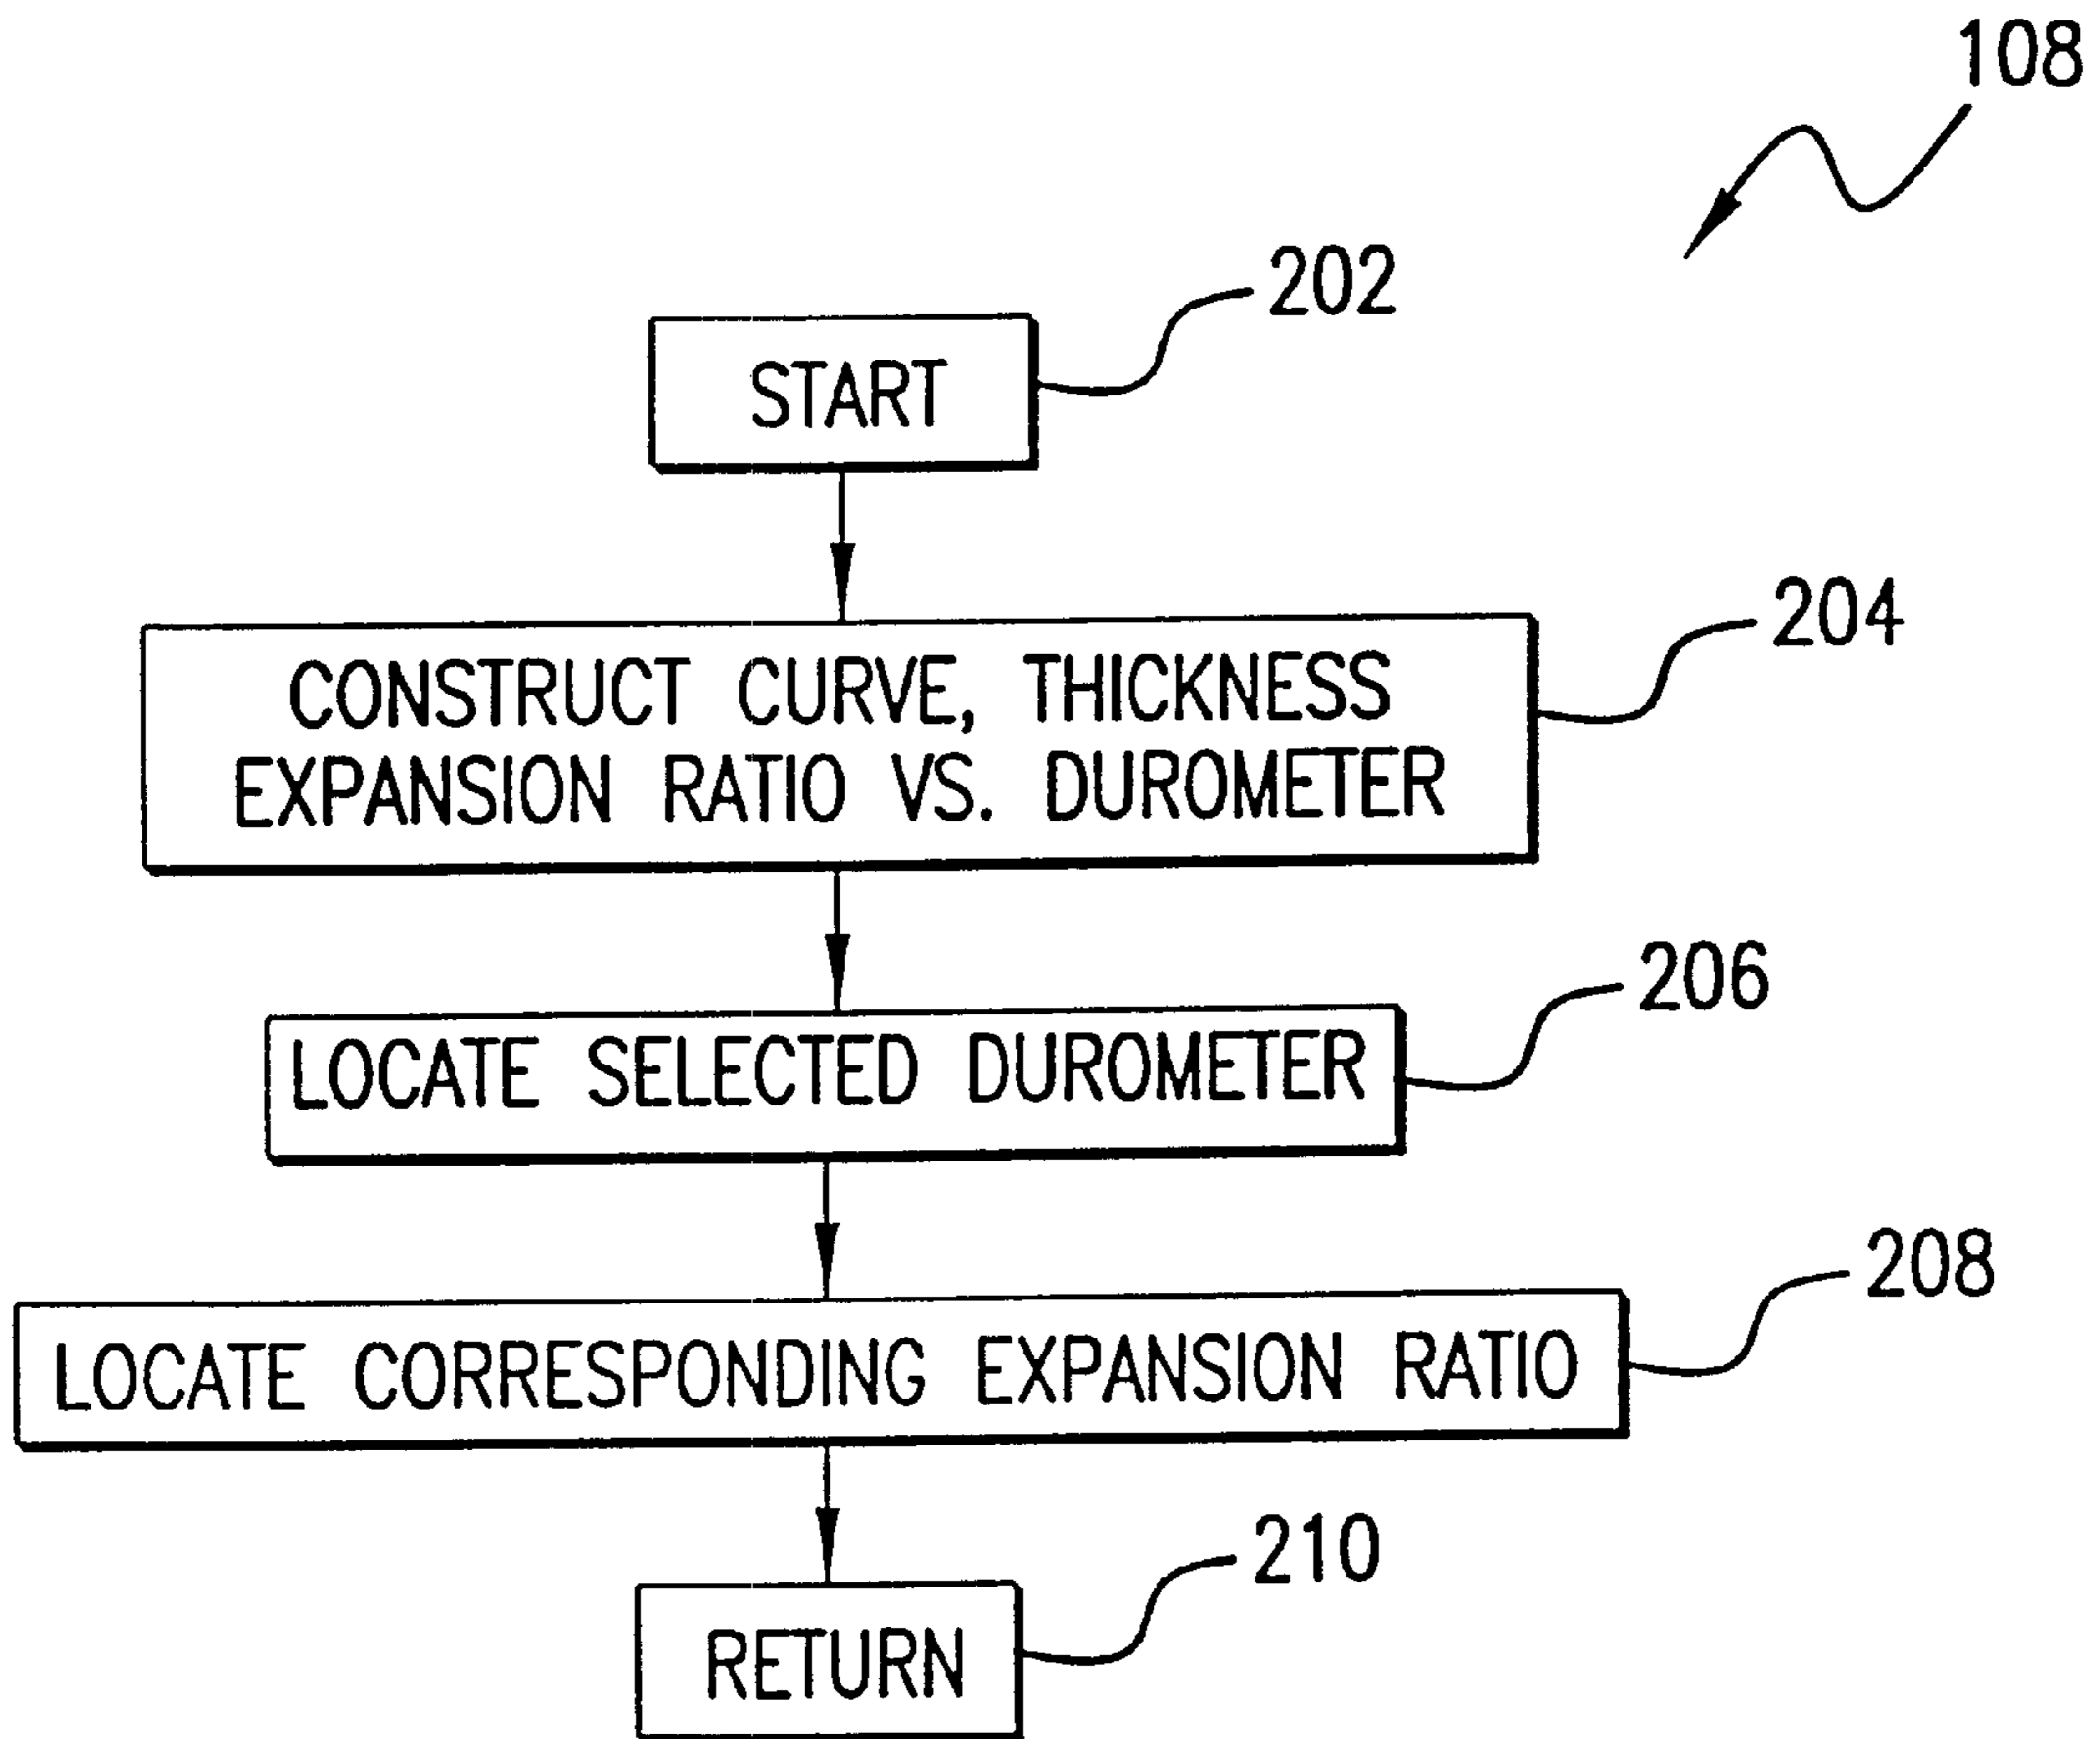 108
202
START
204
CONSTRUCT CURVE, THICKNESS
EXPANSION RATIO VS. DUROMETER
206
LOCATE SELECTED DUROMETER
208
LOCATE CORRESPONDING EXPANSION RATIO
210
RETURN